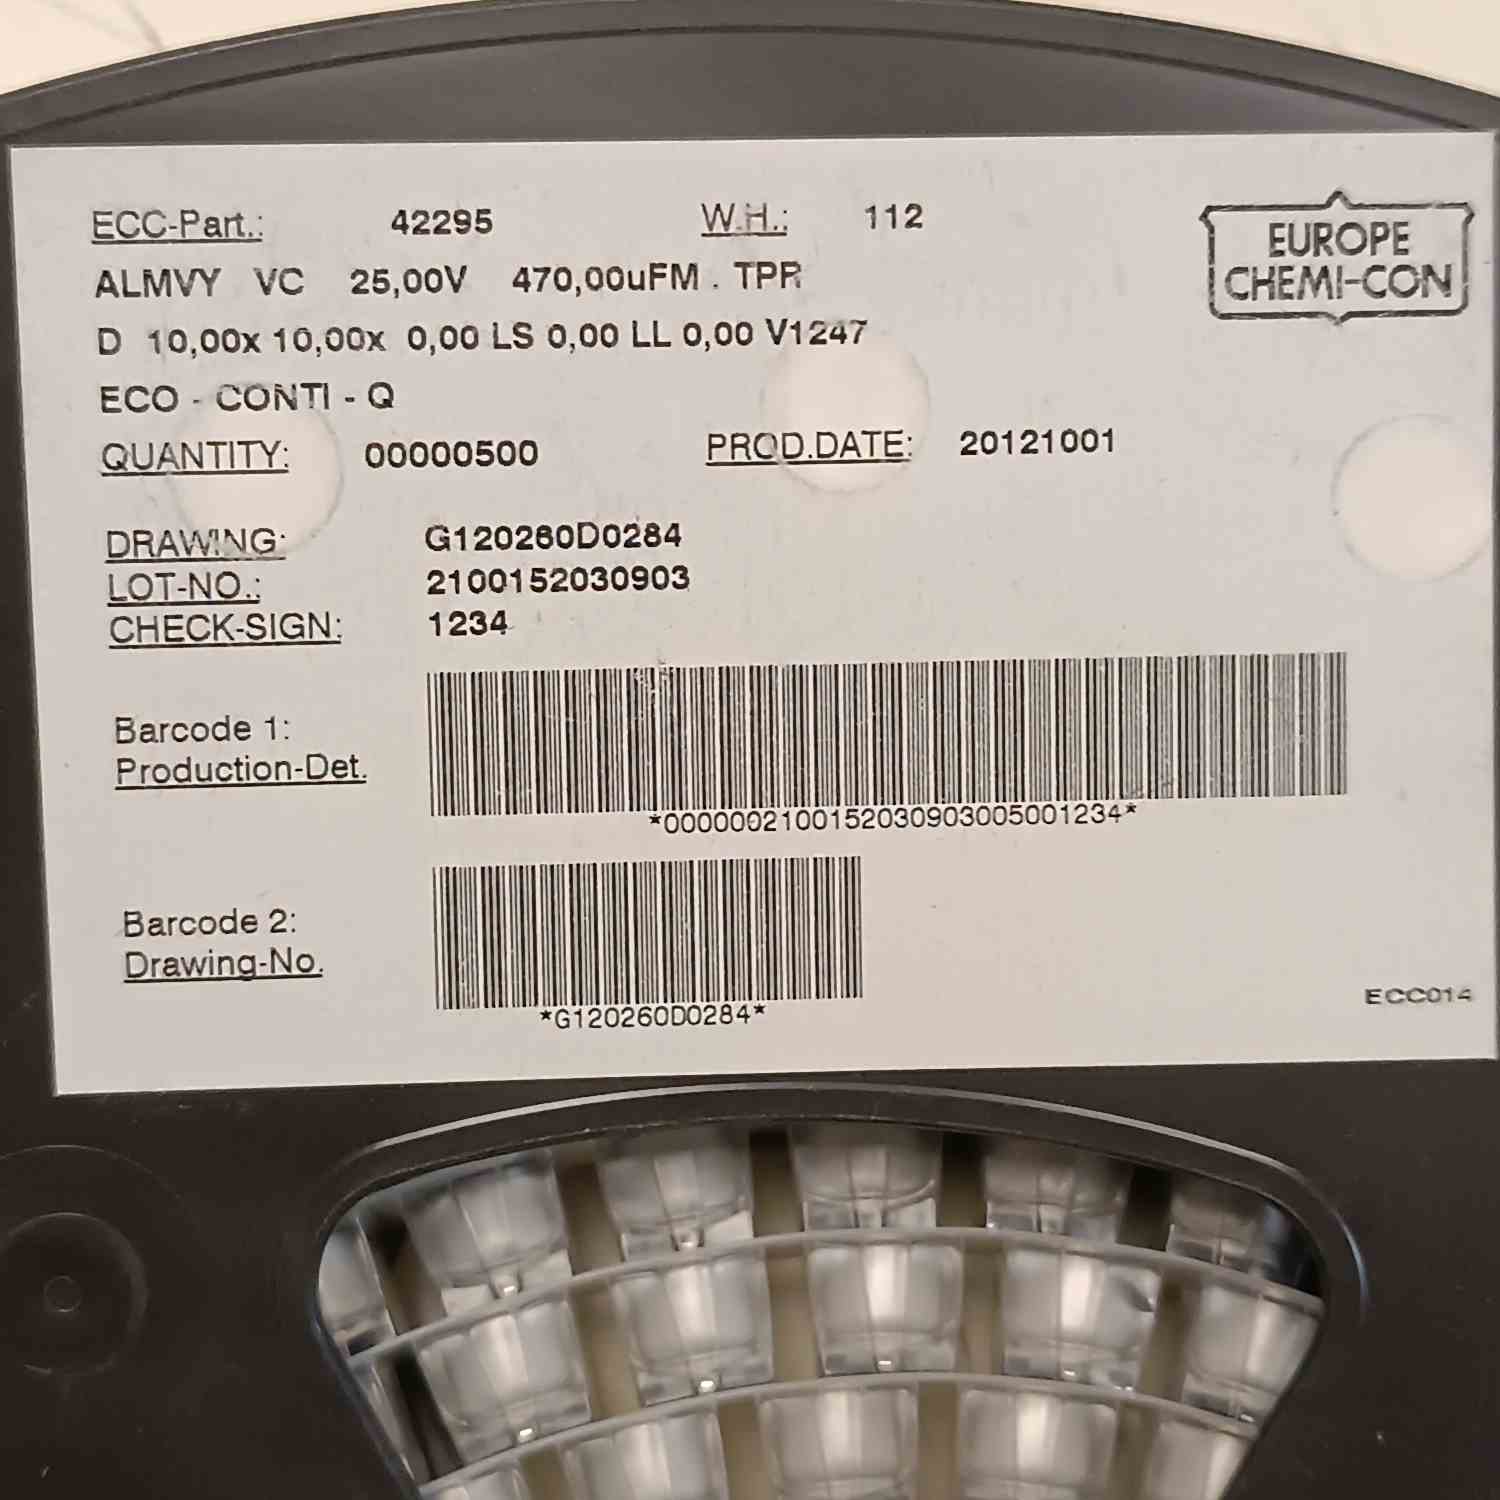 ECC-Part.: 42295 W.H.: 112
EUROPE
CHEMI-CON
ALMVY VC 25,00V 470,00uFM . TPR
D 10,00x 10,00x 0,00 LS 0,00 LL 0,00 V1247
ECO - CONTI - Q
QUANTITY: 00000500 PROD.DATE: 20121001
DRAWING: G120260D0284
LOT-NO.: 2100152030903
CHECK-SIGN: 1234
Barcode 1:
Production-Det.
*0000002100152030903005001234*
Barcode 2:
Drawing-No.
*G120260D0284*
ECC014